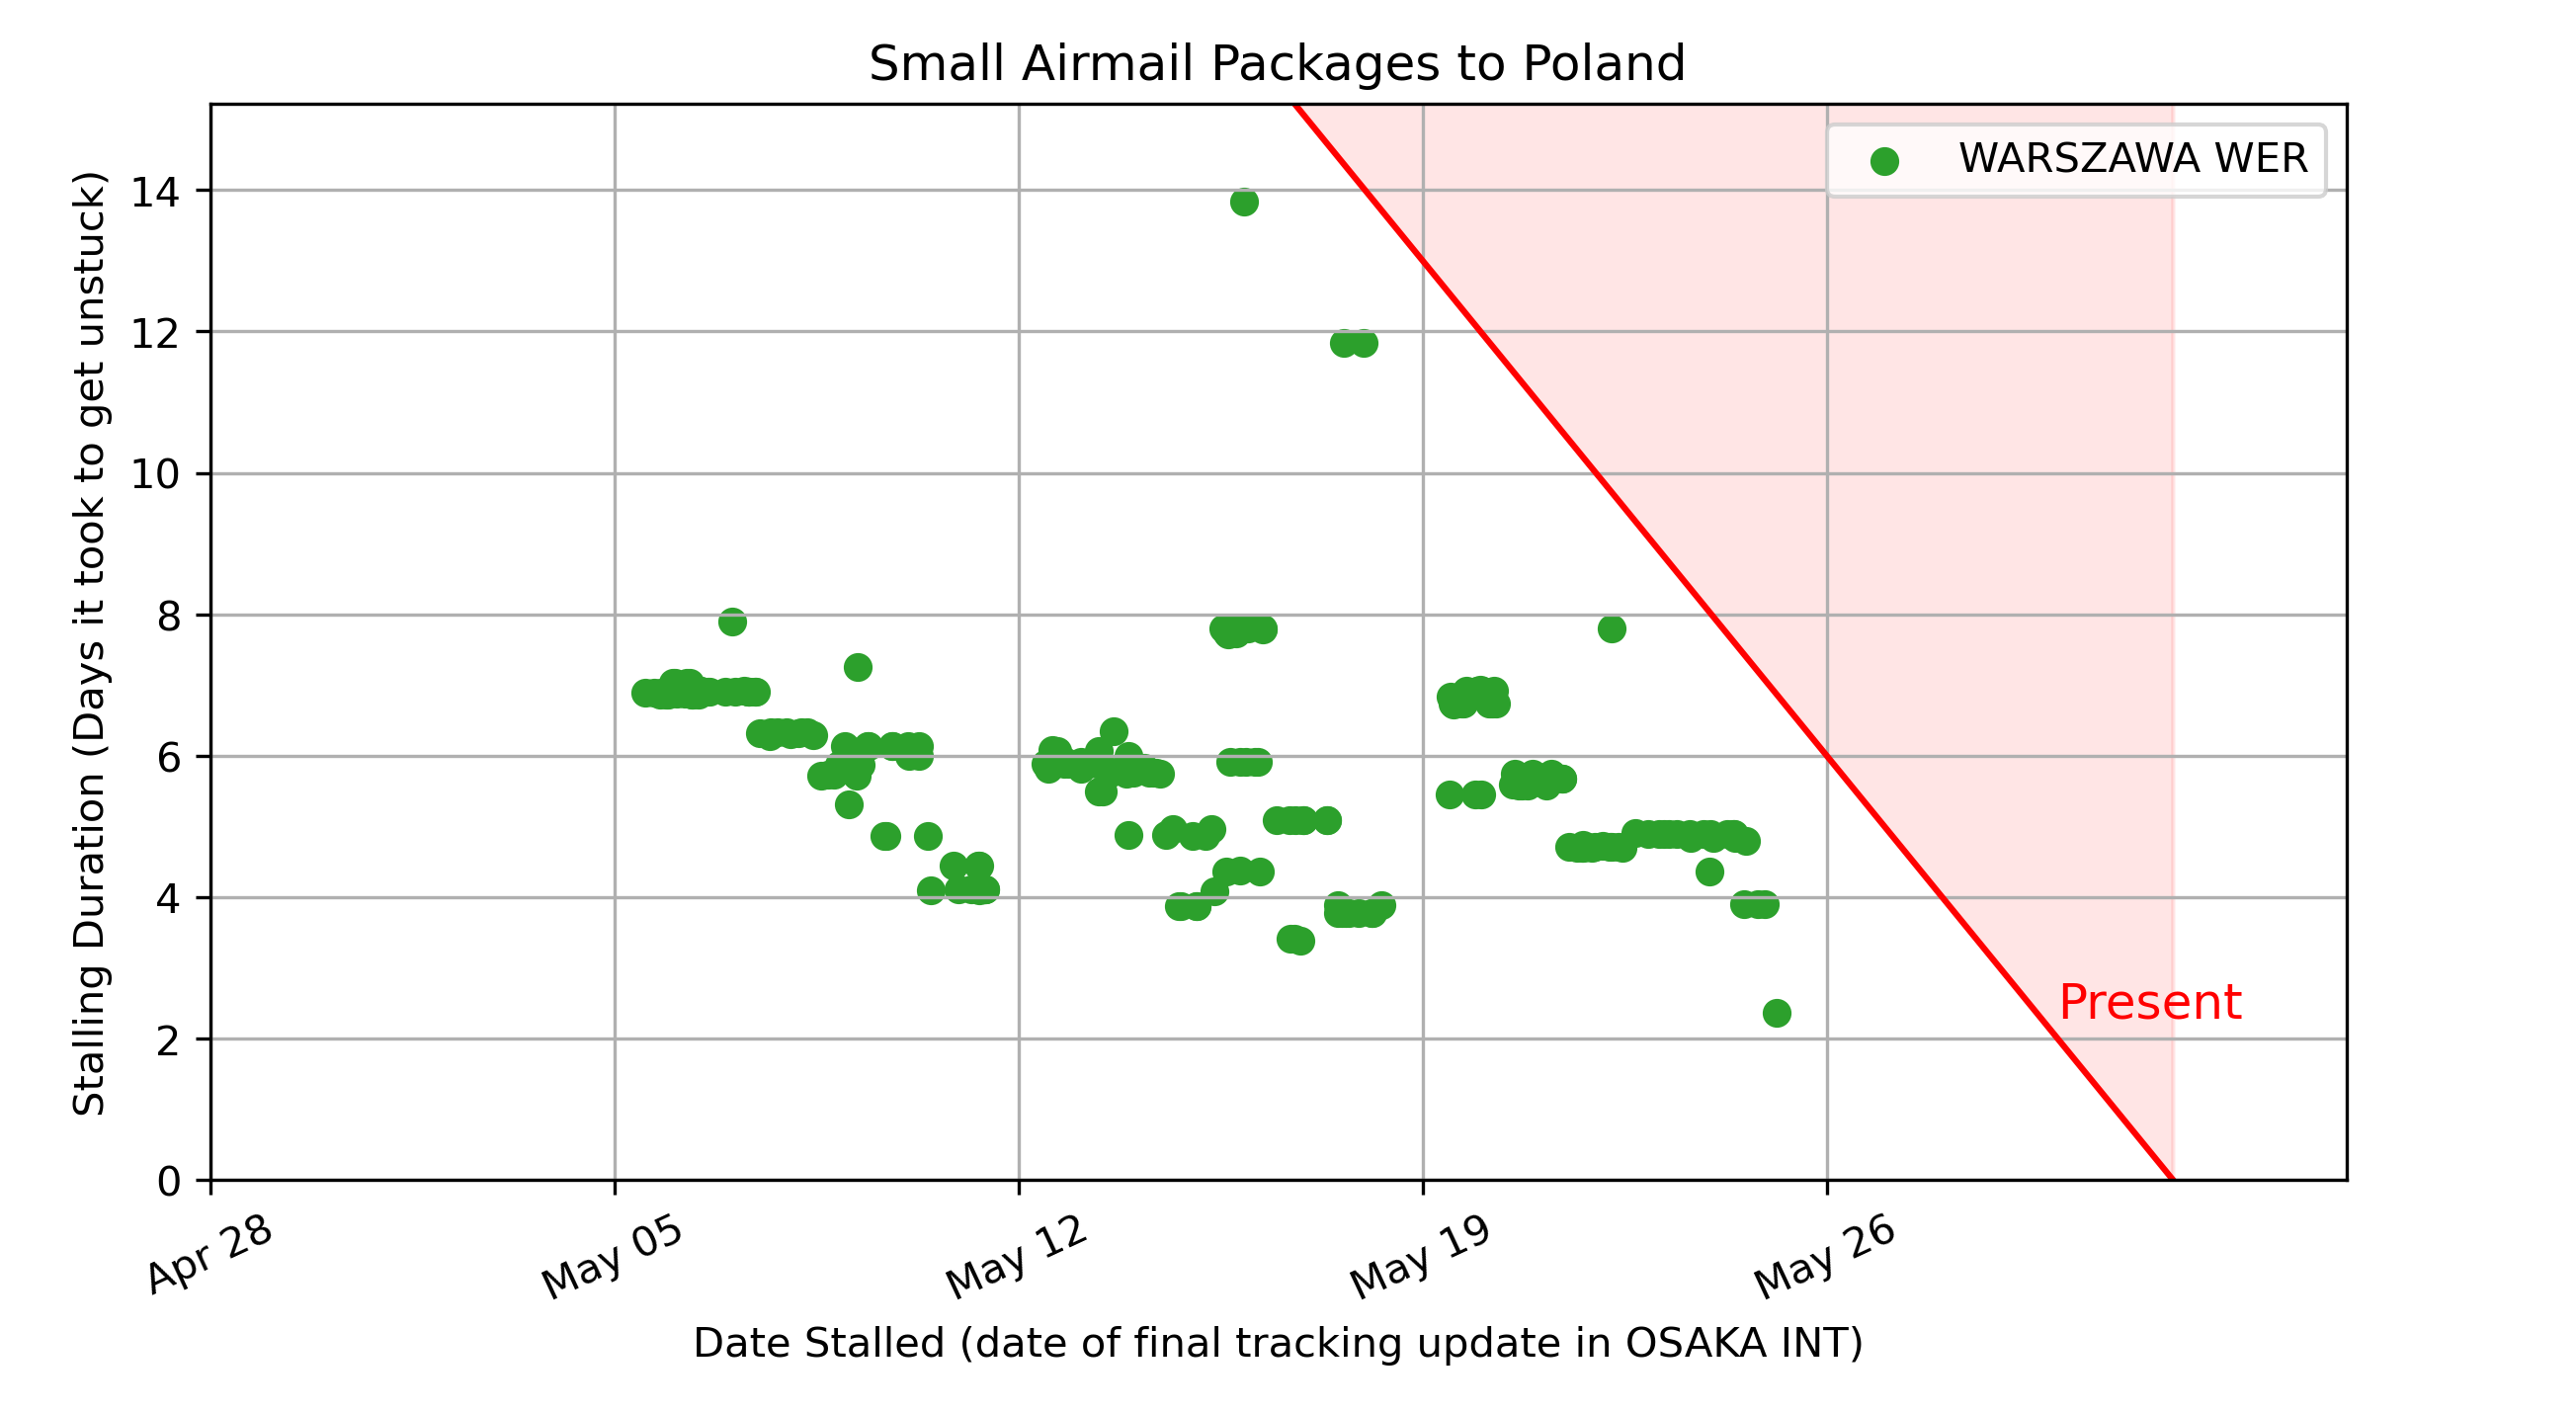 Small Airmail Packages to Poland
WARSZAWA WER
Stalling Duration (Days it took to get unstuck)
14
12
10
8
6
4
2
0
Present
Apr 28
May 05
May 12
May 19
May 26
Date Stalled (date of final tracking update in OSAKA INT)